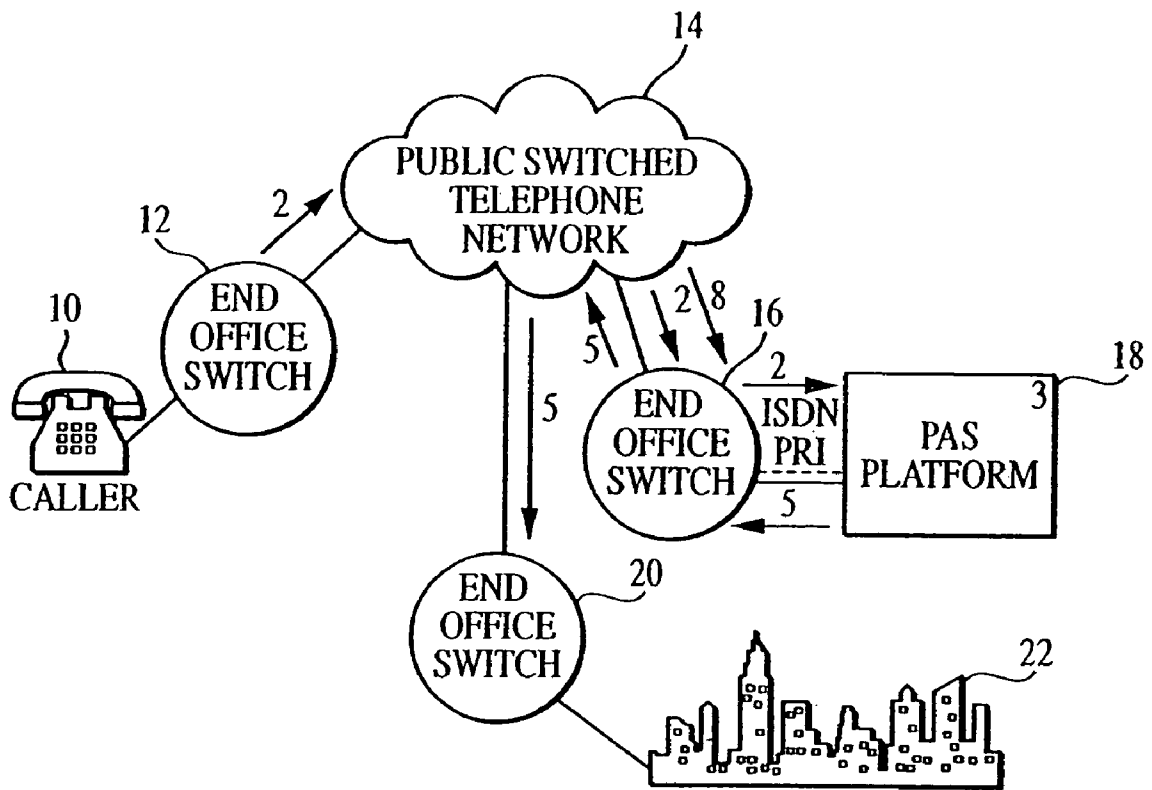 14
PUBLIC SWITCHED
TELEPHONE
NETWORK
2
12
END
OFFICE
SWITCH
10
CALLER
5
5
2
8
16
END
OFFICE
SWITCH
2
ISDN
PRI
5
18
3
PAS
PLATFORM
20
END
OFFICE
SWITCH
22